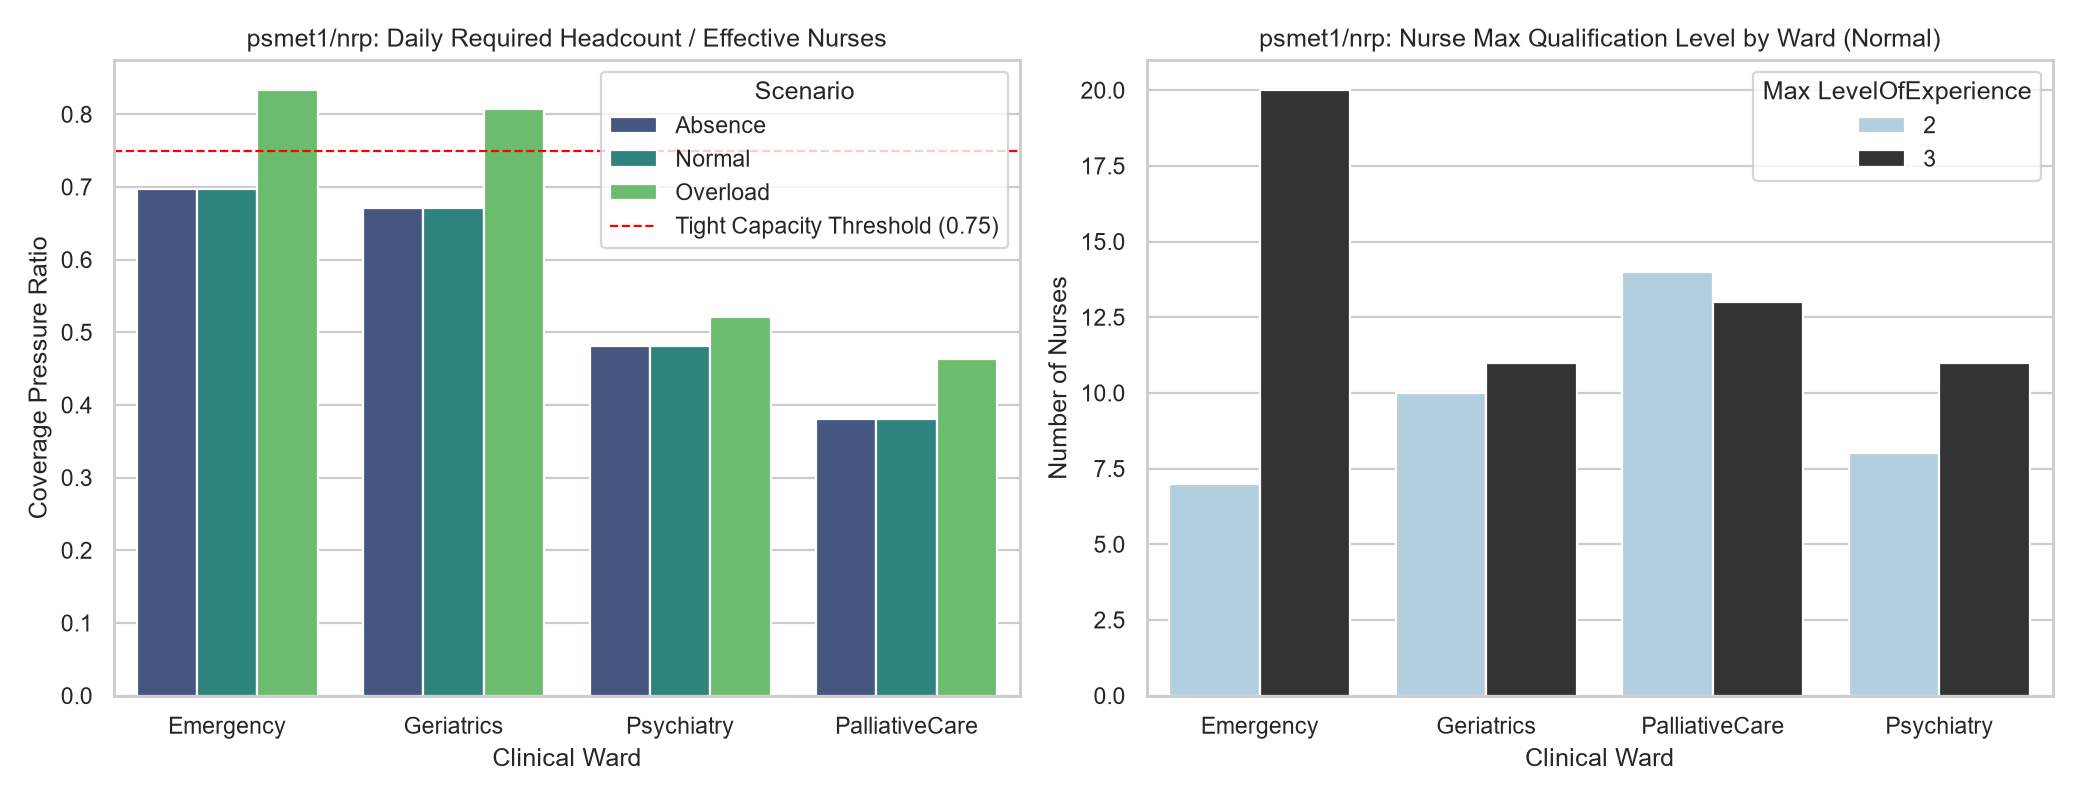 psmet1/nrp: Daily Required Headcount / Effective Nurses
Coverage Pressure Ratio
0.8
0.7
0.6
0.5
0.4
0.3
0.2
0.1
0.0
Scenario
Absence
Normal
Overload
Tight Capacity Threshold (0.75)
Emergency
Geriatrics
Psychiatry
PalliativeCare
Clinical Ward
psmet1/nrp: Nurse Max Qualification Level by Ward (Normal)
Number of Nurses
20.0
17.5
15.0
12.5
10.0
7.5
5.0
2.5
0.0
Max LevelOfExperience
2
3
Emergency
Geriatrics
PalliativeCare
Psychiatry
Clinical Ward